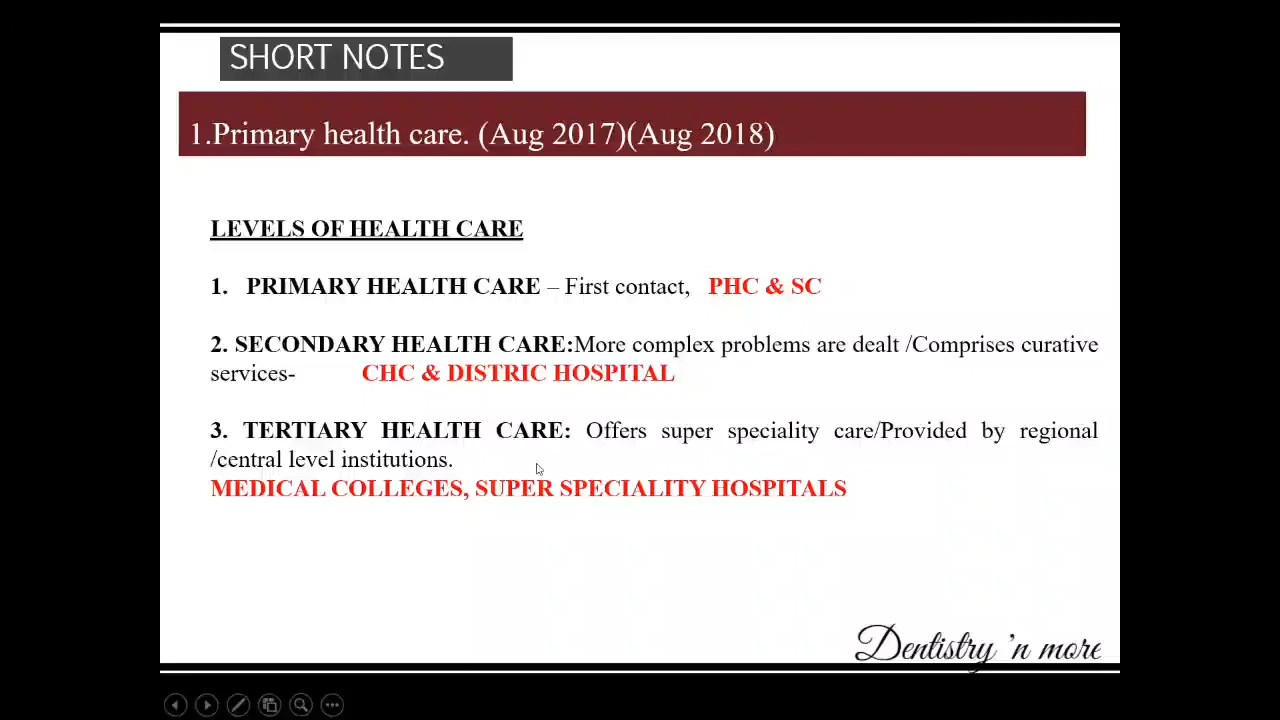 SHORT NOTES
1.Primary health care. (Aug 2017)(Aug 2018)
LEVELS OF HEALTH CARE
1. PRIMARY HEALTH CARE – First contact, PHC & SC
2. SECONDARY HEALTH CARE:More complex problems are dealt /Comprises curative
services- CHC & DISTRIC HOSPITAL
3. TERTIARY HEALTH CARE: Offers super speciality care/Provided by regional
/central level institutions.
MEDICAL COLLEGES, SUPER SPECIALITY HOSPITALS
Dentistry 'n more